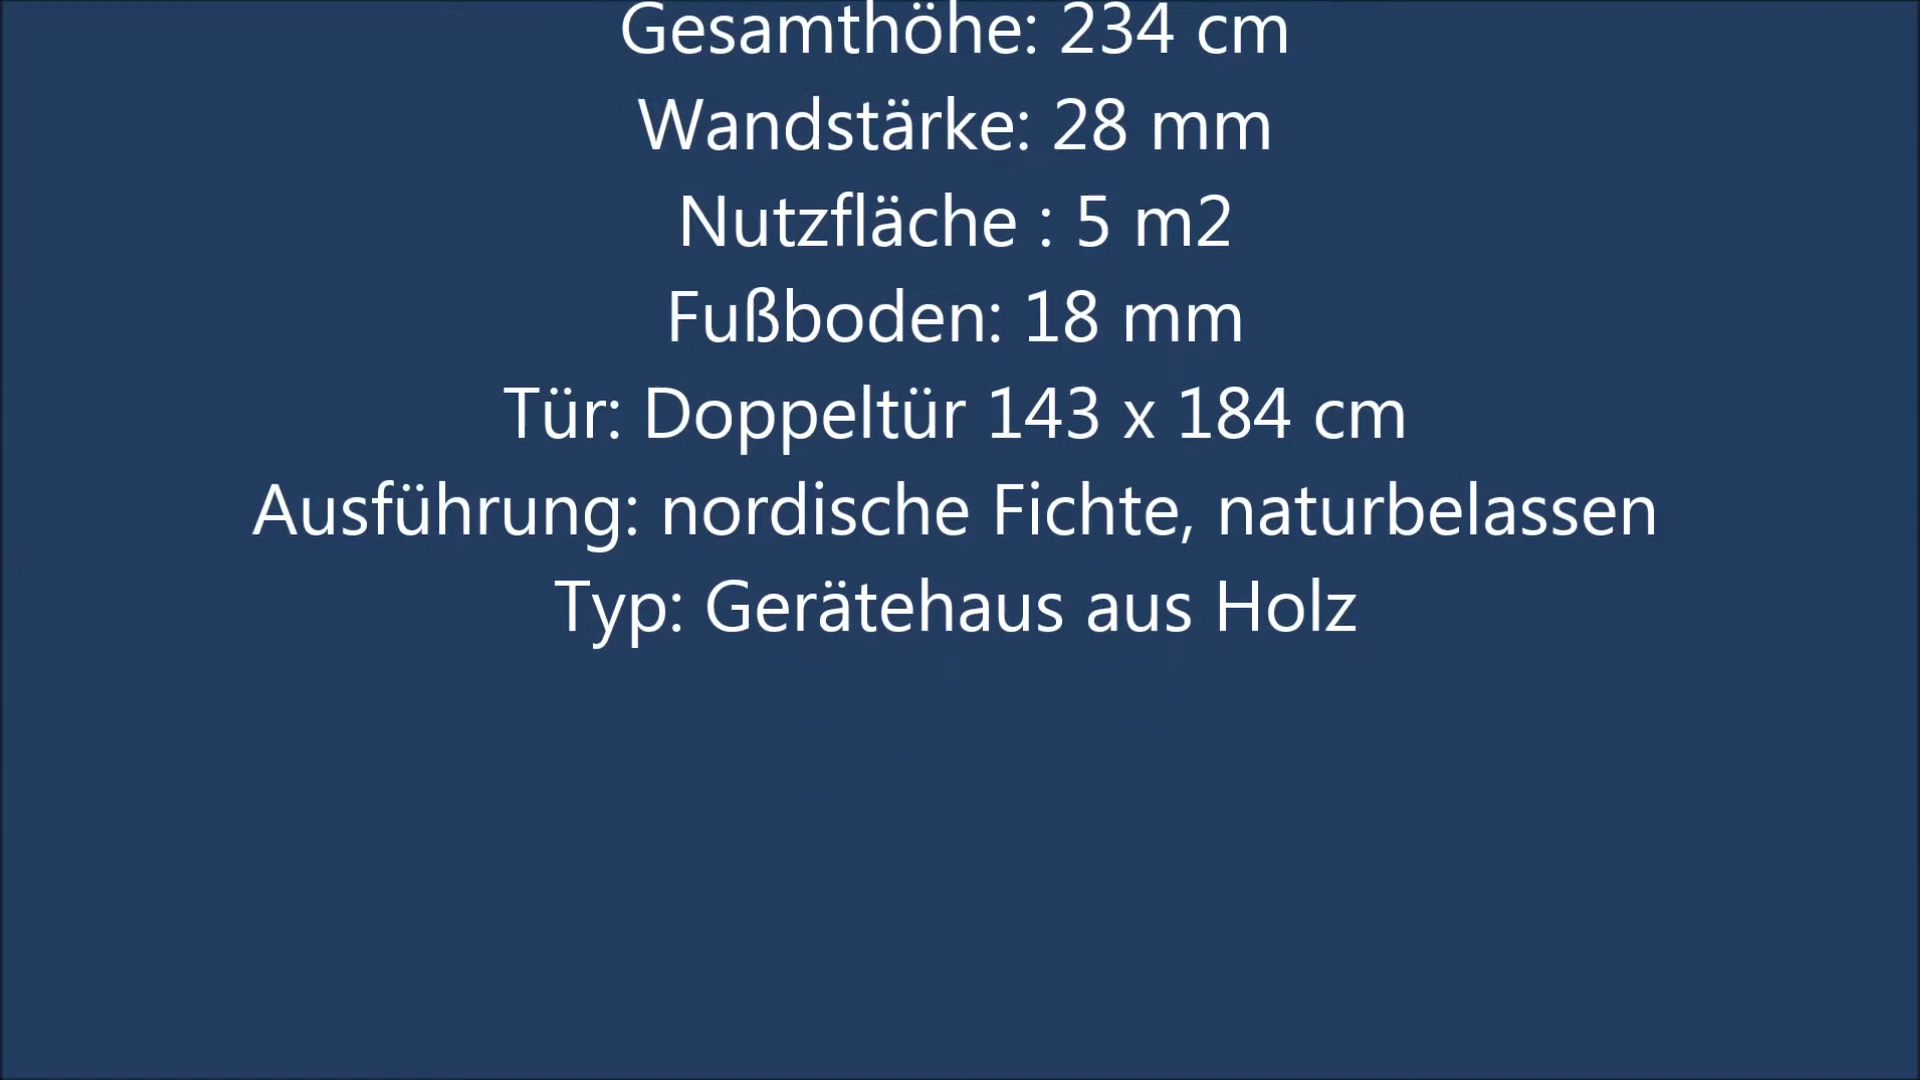 Gesamthöhe: 234 cm
Wandstärke: 28 mm
Nutzfläche : 5 m2
Fußboden: 18 mm
Tür: Doppeltür 143 x 184 cm
Ausführung: nordische Fichte, naturbelassen
Typ: Gerätehaus aus Holz